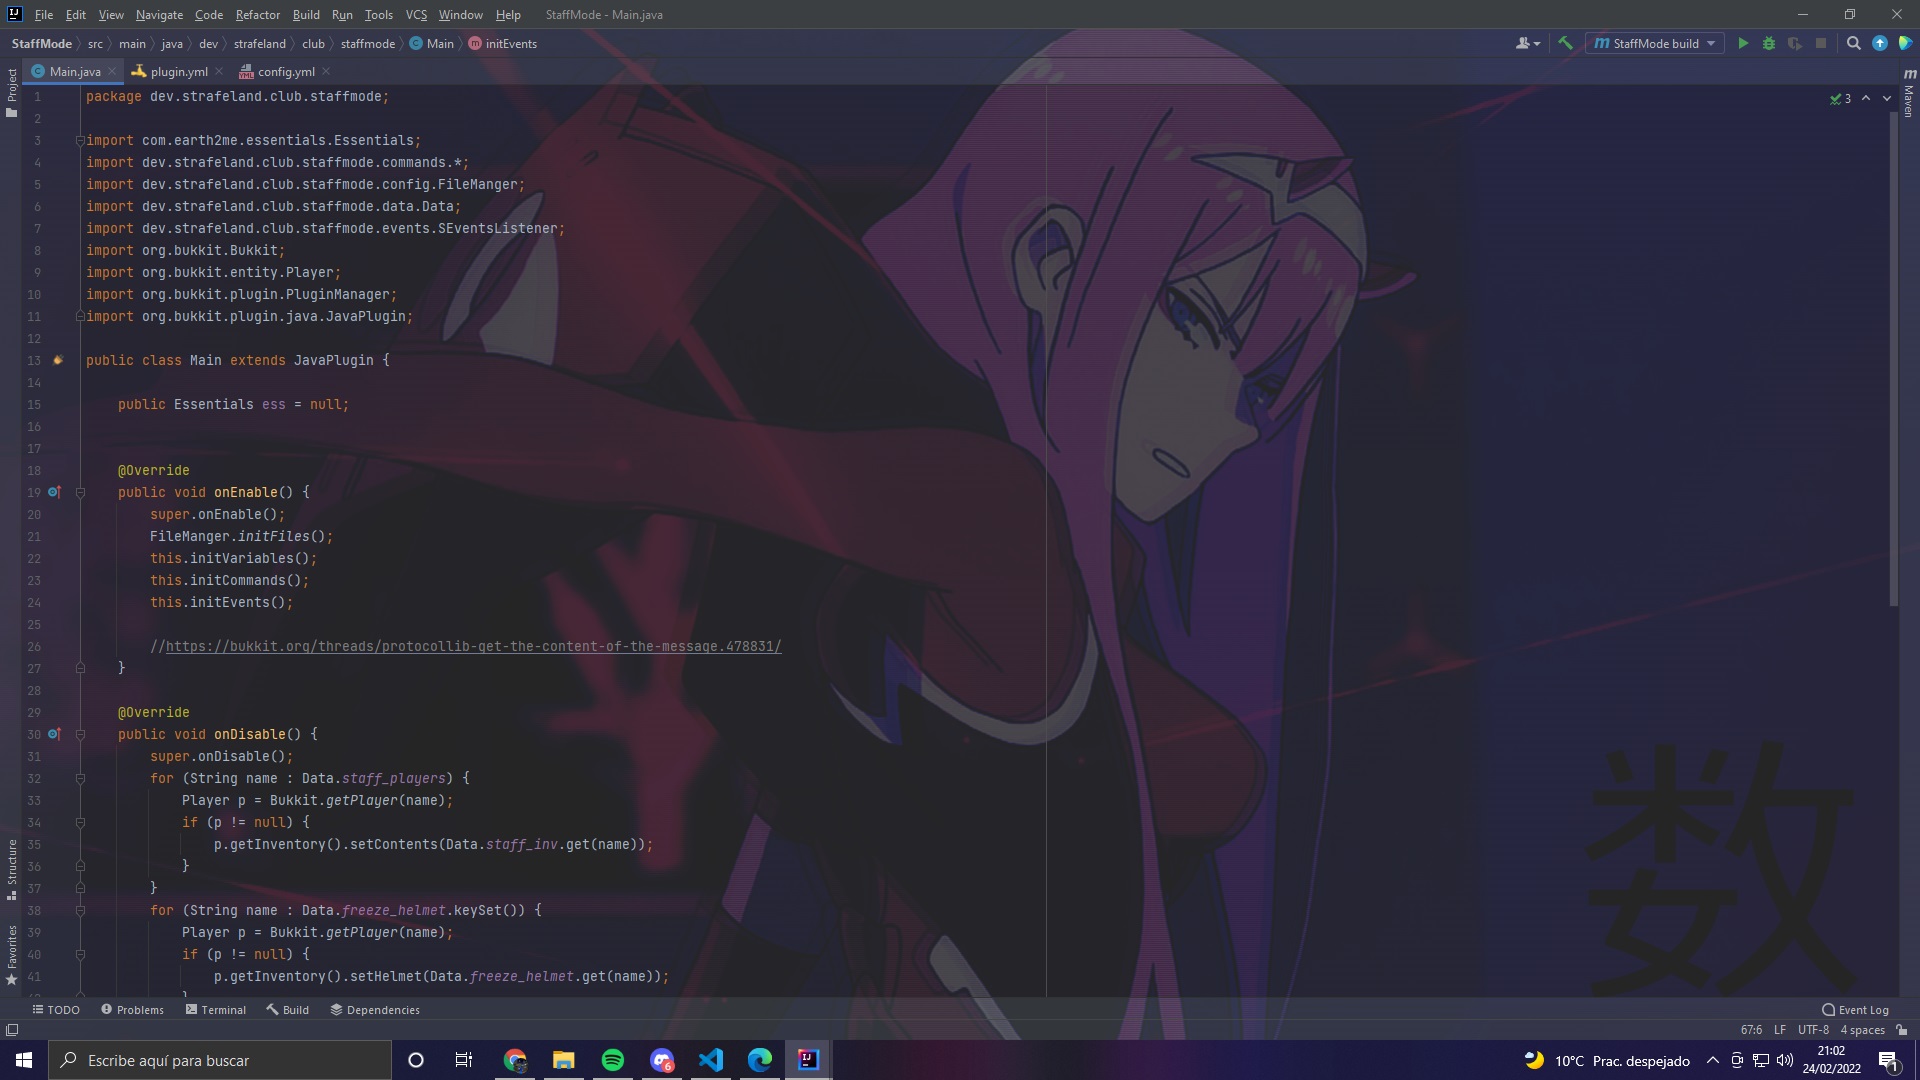 File Edit View Navigate Code Refactor Build Run Tools VCS Window Help StaffMode - Main.java
StaffMode src main java dev strafeland club staffmode Main initEvents
StaffMode build
Main.java plugin.yml config.yml
Project
Maven
3
1 package dev.strafeland.club.staffmode;
2
3 import com.earth2me.essentials.Essentials;
4 import dev.strafeland.club.staffmode.commands.*;
5 import dev.strafeland.club.staffmode.config.FileManger;
6 import dev.strafeland.club.staffmode.data.Data;
7 import dev.strafeland.club.staffmode.events.SEventsListener;
8 import org.bukkit.Bukkit;
9 import org.bukkit.entity.Player;
10 import org.bukkit.plugin.PluginManager;
11 import org.bukkit.plugin.java.JavaPlugin;
12
13 public class Main extends JavaPlugin {
14
15 public Essentials ess = null;
16
17
18 @Override
19 public void onEnable() {
20 super.onEnable();
21 FileManger.initFiles();
22 this.initVariables();
23 this.initCommands();
24 this.initEvents();
25
26 //https://bukkit.org/threads/protocollib-get-the-content-of-the-message.478831/
27 }
28
29 @Override
30 public void onDisable() {
31 super.onDisable();
32 for (String name : Data.staff_players) {
33 Player p = Bukkit.getPlayer(name);
34 if (p != null) {
35 p.getInventory().setContents(Data.staff_inv.get(name));
36 }
37 }
38 for (String name : Data.freeze_helmet.keySet()) {
39 Player p = Bukkit.getPlayer(name);
40 if (p != null) {
41 p.getInventory().setHelmet(Data.freeze_helmet.get(name));
数
Structure
Favorites
TODO Problems Terminal Build Dependencies Event Log
67:6 LF UTF-8 4 spaces
Escribe aquí para buscar
6
10°C Prac. despejado
21:02
24/02/2022
1